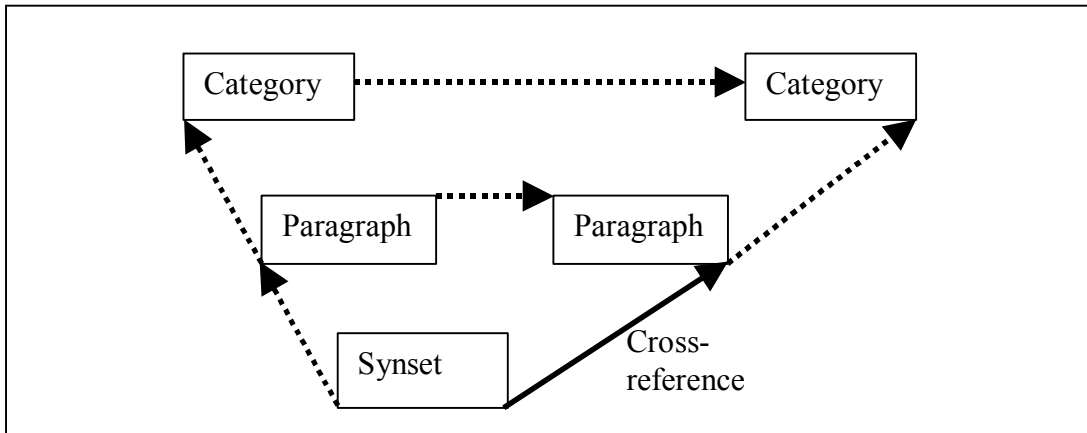 Category
Category
Paragraph
Paragraph
Synset
Cross-
reference